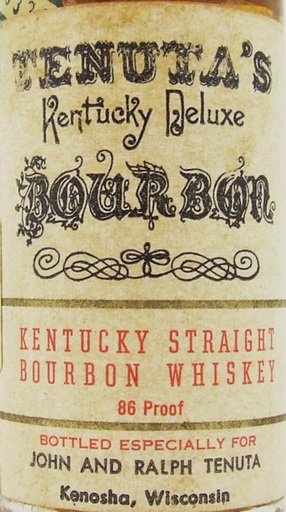 TENUTA'S
Kentucky Deluxe
BOURBON
KENTUCKY STRAIGHT
BOURBON WHISKEY
86 Proof
BOTTLED ESPECIALLY FOR
JOHN AND RALPH TENUTA
Kenosha, Wisconsin